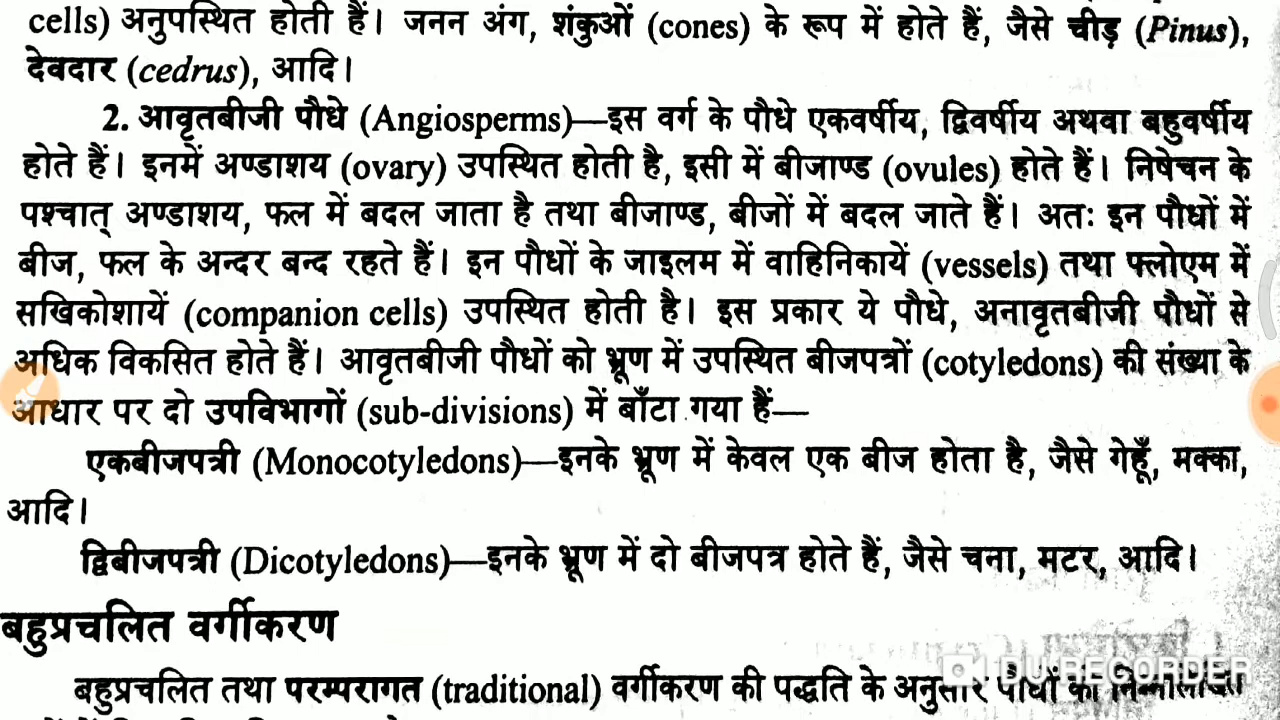 cells) अनुपस्थित होती हैं। जनन अंग, शंकुओं (cones) के रूप में होते हैं, जैसे चीड़ (Pinus),
देवदार (cedrus), आदि।
2. आवृतबीजी पौधे (Angiosperms)—इस वर्ग के पौधे एकवर्षीय, द्विवर्षीय अथवा बहुवर्षीय
होते हैं। इनमें अण्डाशय (ovary) उपस्थित होती है, इसी में बीजाण्ड (ovules) होते हैं। निषेचन के
पश्चात् अण्डाशय, फल में बदल जाता है तथा बीजाण्ड, बीजों में बदल जाते हैं। अतः इन पौधों में
बीज, फल के अन्दर बन्द रहते हैं। इन पौधों के जाइलम में वाहिनिकायें (vessels) तथा फ्लोएम में
सखिकोशायें (companion cells) उपस्थित होती है। इस प्रकार ये पौधे, अनावृतबीजी पौधों से
अधिक विकसित होते हैं। आवृतबीजी पौधों को भ्रूण में उपस्थित बीजपत्रों (cotyledons) की संख्या के
आधार पर दो उपविभागों (sub-divisions) में बाँटा गया हैं—
एकबीजपत्री (Monocotyledons)—इनके भ्रूण में केवल एक बीज होता है, जैसे गेहूँ, मक्का,
आदि।
द्विबीजपत्री (Dicotyledons)—इनके भ्रूण में दो बीजपत्र होते हैं, जैसे चना, मटर, आदि।
बहुप्रचलित वर्गीकरण
DU RECORDER
बहुप्रचलित तथा परम्परागत (traditional) वर्गीकरण की पद्धति के अनुसार पौधों को